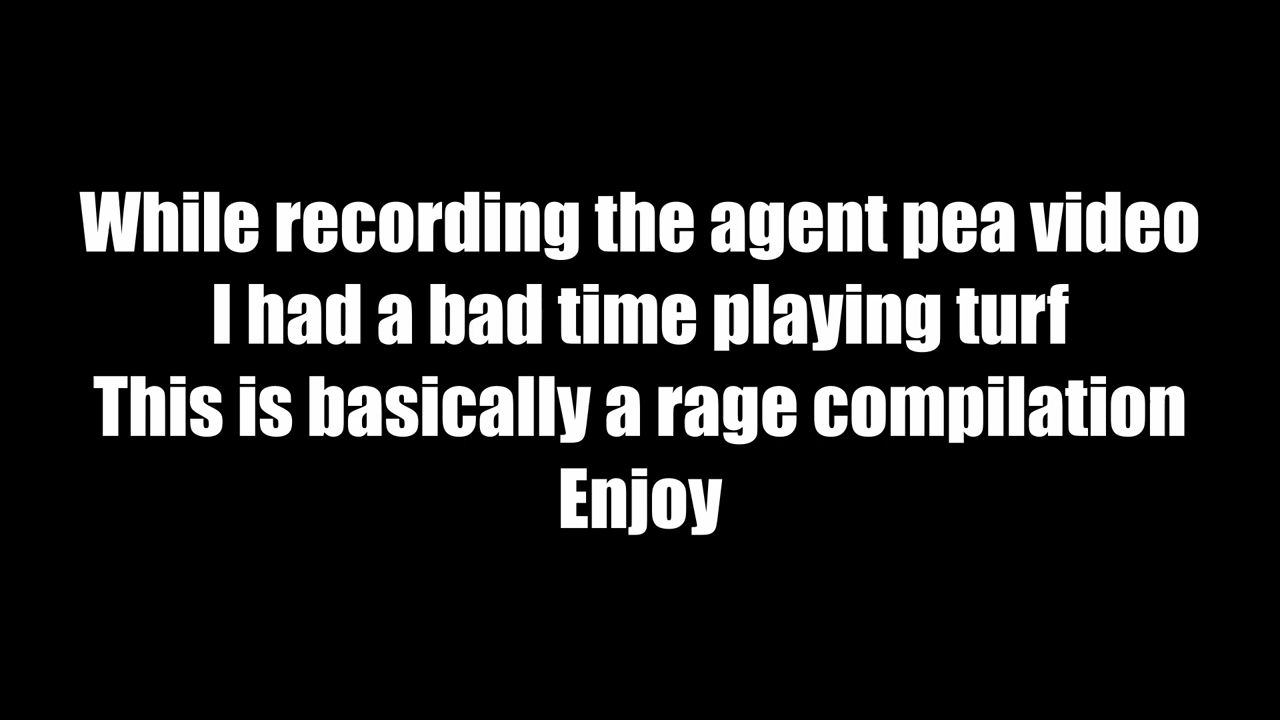 While recording the agent pea video
I had a bad time playing turf
This is basically a rage compilation
Enjoy